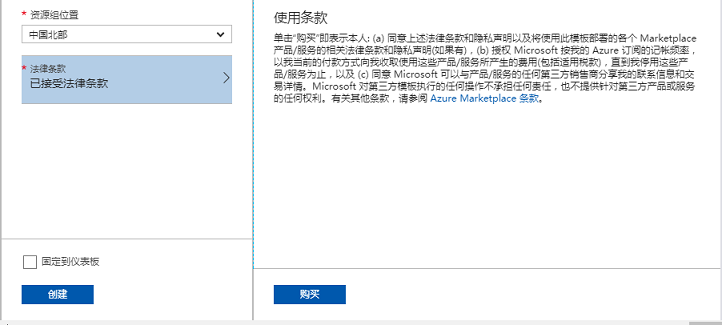 * 资源组位置
中国北部
* 法律条款
已接受法律条款
固定到仪表板
创建
使用条款
单击“购买”即表示本人: (a) 同意上述法律条款和隐私声明以及将使用此模板部署的各个 Marketplace
产品/服务的相关法律条款和隐私声明(如果有)，(b) 授权 Microsoft 按我的 Azure 订阅的记帐频率，
以我当前的付款方式向我收取使用这些产品/服务所产生的费用(包括适用税款)，直到我停用这些产
品/服务为止，以及 (c) 同意 Microsoft 可以与产品/服务的任何第三方销售商分享我的联系信息和交
易详情。Microsoft 对第三方模板执行的任何操作不承担任何责任，也不提供针对第三方产品或服务
的任何权利。有关其他条款，请参阅 Azure Marketplace 条款。
购买